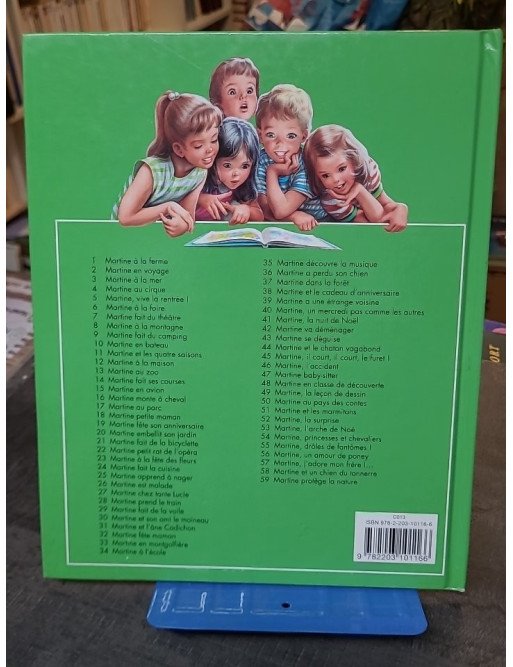 1 Martine à la ferme
2 Martine en voyage
3 Martine à la mer
4 Martine au cirque
5 Martine, vive la rentrée !
6 Martine à la foire
7 Martine fait du théâtre
8 Martine à la montagne
9 Martine fait du camping
10 Martine en bateau
11 Martine et les quatre saisons
12 Martine à la maison
13 Martine au zoo
14 Martine fait ses courses
15 Martine en avion
16 Martine monte à cheval
17 Martine au parc
18 Martine petite maman
19 Martine fête son anniversaire
20 Martine embellit son jardin
21 Martine fait de la bicyclette
22 Martine petit rat de l'opéra
23 Martine à la fête des fleurs
24 Martine fait la cuisine
25 Martine apprend à nager
26 Martine est malade
27 Martine chez tante Lucie
28 Martine prend le train
29 Martine fait de la voile
30 Martine et son ami le moineau
31 Martine et l'âne Cadichon
32 Martine fête maman
33 Martine en montgolfière
34 Martine à l'école
35 Martine découvre la musique
36 Martine a perdu son chien
37 Martine dans la forêt
38 Martine et le cadeau d'anniversaire
39 Martine a une étrange voisine
40 Martine, un mercredi pas comme les autres
41 Martine, la nuit de Noël
42 Martine va déménager
43 Martine se déguise
44 Martine et le chaton vagabond
45 Martine, il court, il court, le furet !
46 Martine, l'accident
47 Martine baby-sitter
48 Martine en classe de découverte
49 Martine, la leçon de dessin
50 Martine au pays des contes
51 Martine et les marmitons
52 Martine, la surprise
53 Martine, l'arche de Noé
54 Martine, princesses et chevaliers
55 Martine, drôles de fantômes !
56 Martine, un amour de poney
57 Martine, j'adore mon frère !...
58 Martine et un chien du tonnerre
59 Martine protège la nature
C013
ISBN 978-2-203-10116-6
9 782203 101166
ORT